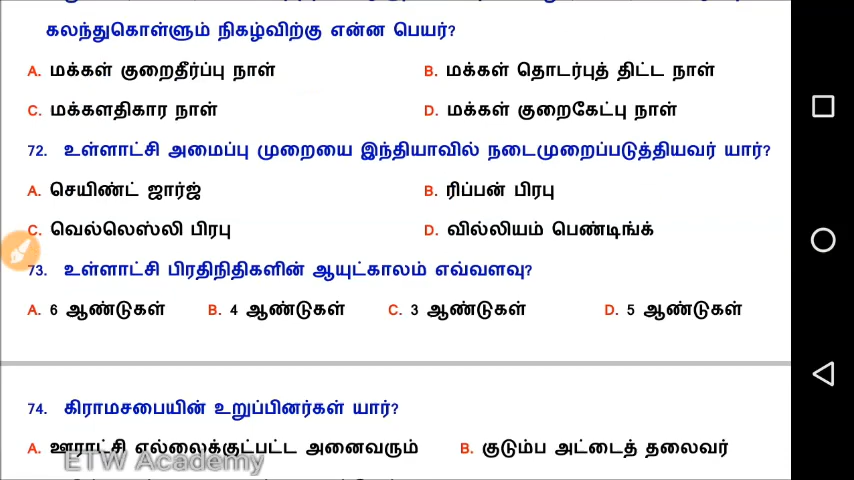 கலந்துகொள்ளும் நிகழ்விற்கு என்ன பெயர்?
A. மக்கள் குறைதீர்ப்பு நாள் B. மக்கள் தொடர்புத் திட்ட நாள்
C. மக்களதிகார நாள் D. மக்கள் குறைகேட்பு நாள்
72. உள்ளாட்சி அமைப்பு முறையை இந்தியாவில் நடைமுறைப்படுத்தியவர் யார்?
A. செயிண்ட் ஜார்ஜ் B. ரிப்பன் பிரபு
C. வெல்லெஸ்லி பிரபு D. வில்லியம் பெண்டிங்க்
73. உள்ளாட்சி பிரதிநிதிகளின் ஆயுட்காலம் எவ்வளவு?
A. 6 ஆண்டுகள் B. 4 ஆண்டுகள் C. 3 ஆண்டுகள் D. 5 ஆண்டுகள்
74. கிராமசபையின் உறுப்பினர்கள் யார்?
A. ஊராட்சி எல்லைக்குட்பட்ட அனைவரும் B. குடும்ப அட்டைத் தலைவர்
ETW Academy